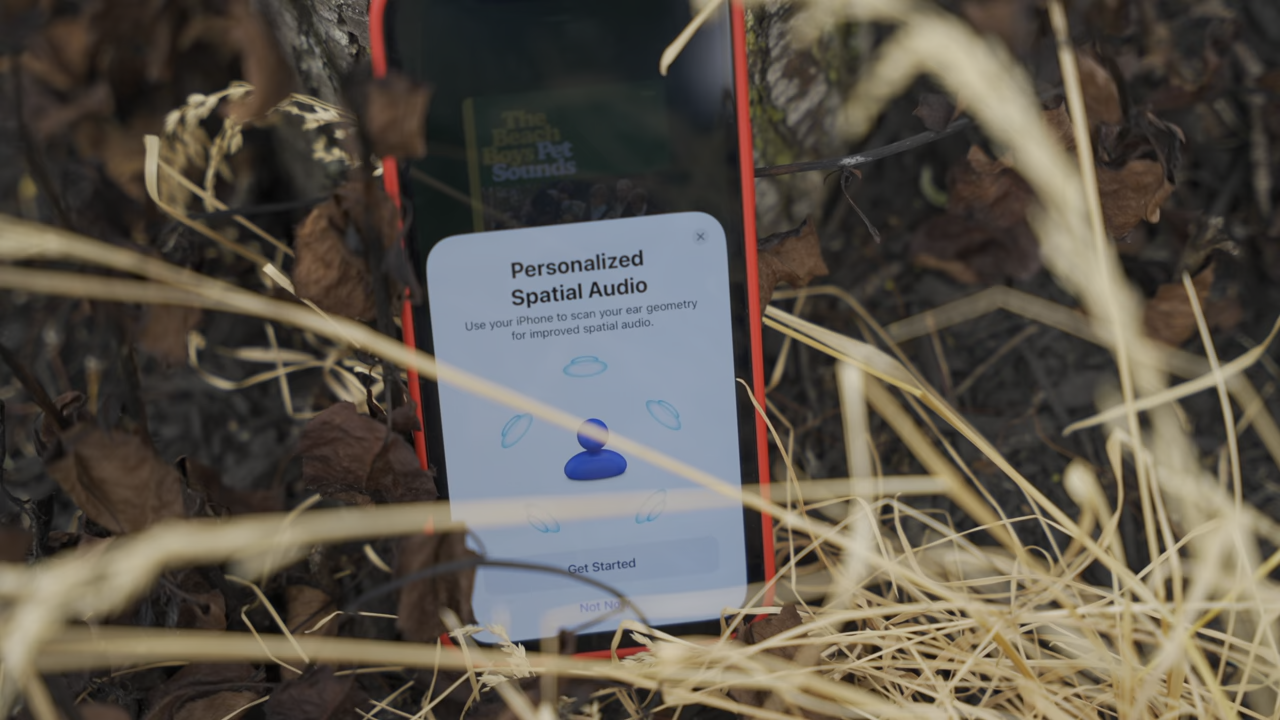 The
Beach
Boys Pet
Sounds
Personalized
Spatial Audio
Use your iPhone to scan your ear geometry
for improved spatial audio.
Get Started
Not